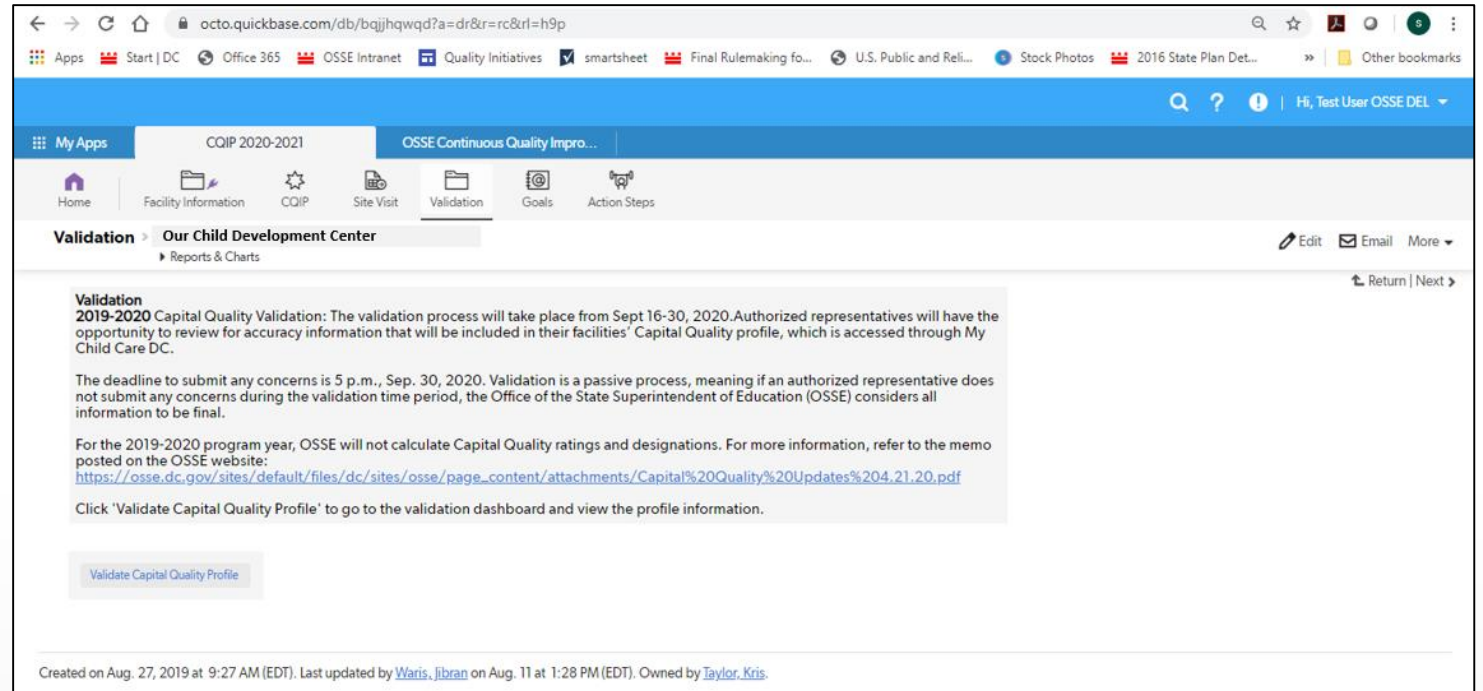 octo.quickbase.com/db/bqjjhqwqd?a=dr&r=rc&rl=h9p
S
Apps Start | DC Office 365 OSSE Intranet Quality Initiatives smartsheet Final Rulemaking fo... U.S. Public and Reli... S Stock Photos 2016 State Plan Det... » Other bookmarks
? ! | Hi, Test User OSSE DEL
My Apps CQIP 2020-2021 OSSE Continuous Quality Impro...
Home Facility Information CQIP Site Visit Validation Goals Action Steps
Validation > Our Child Development Center Edit Email More
Reports & Charts
Return | Next >
Validation
2019-2020 Capital Quality Validation: The validation process will take place from Sept 16-30, 2020.Authorized representatives will have the
opportunity to review for accuracy information that will be included in their facilities' Capital Quality profile, which is accessed through My
Child Care DC.
The deadline to submit any concerns is 5 p.m., Sep. 30, 2020. Validation is a passive process, meaning if an authorized representative does
not submit any concerns during the validation time period, the Office of the State Superintendent of Education (OSSE) considers all
information to be final.
For the 2019-2020 program year, OSSE will not calculate Capital Quality ratings and designations. For more information, refer to the memo
posted on the OSSE website:
https://osse.dc.gov/sites/default/files/dc/sites/osse/page_content/attachments/Capital%20Quality%20Updates%204.21.20.pdf
Click 'Validate Capital Quality Profile' to go to the validation dashboard and view the profile information.
Validate Capital Quality Profile
Created on Aug. 27, 2019 at 9:27 AM (EDT). Last updated by Waris, Jibran on Aug. 11 at 1:28 PM (EDT). Owned by Taylor, Kris.